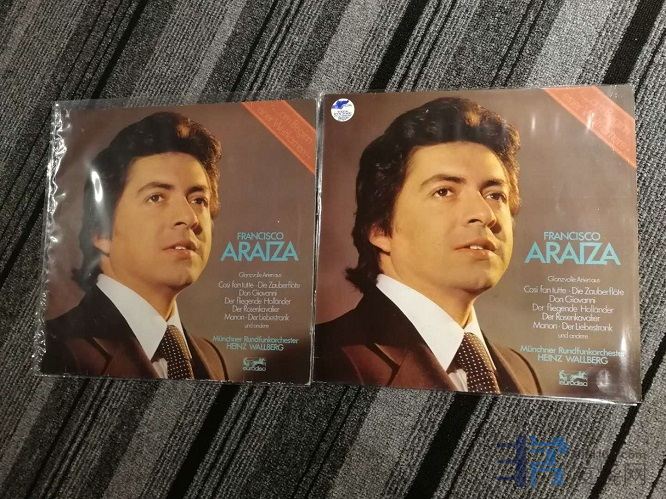 FRANCISCO
ARAIZA
Glanzvolle Arien aus
Così fan tutte · Die Zauberflöte
Don Giovanni
Der fliegende Holländer
Der Rosenkavalier
Manon · Der Liebestrank
und andere
Münchner Rundfunkorchester
HEINZ WALLBERG
eurodisc
FRANCISCO
ARAIZA
Glanzvolle Arien aus
Così fan tutte · Die Zauberflöte
Don Giovanni
Der fliegende Holländer
Der Rosenkavalier
Manon · Der Liebestrank
und andere
Münchner Rundfunkorchester
HEINZ WALLBERG
eurodisc